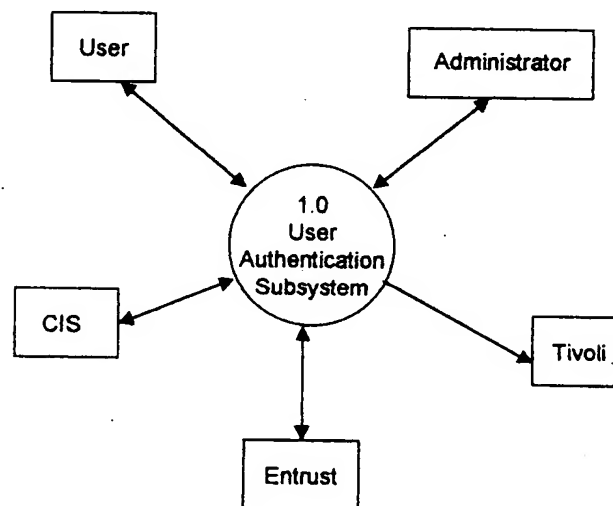 User
Administrator
1.0
User
Authentication
Subsystem
CIS
Tivoli
Entrust